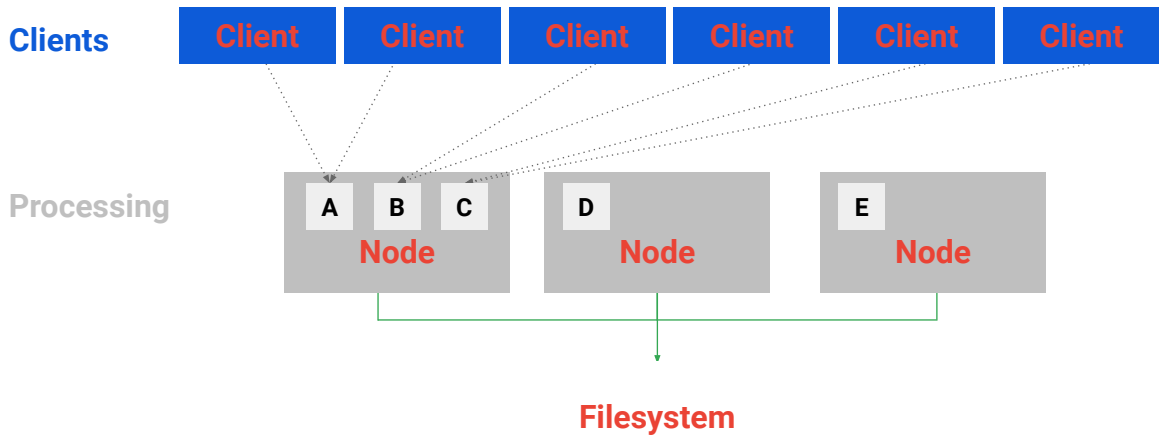 Clients
Client Client Client Client Client Client
Processing
A B C D E
Node Node Node
Filesystem